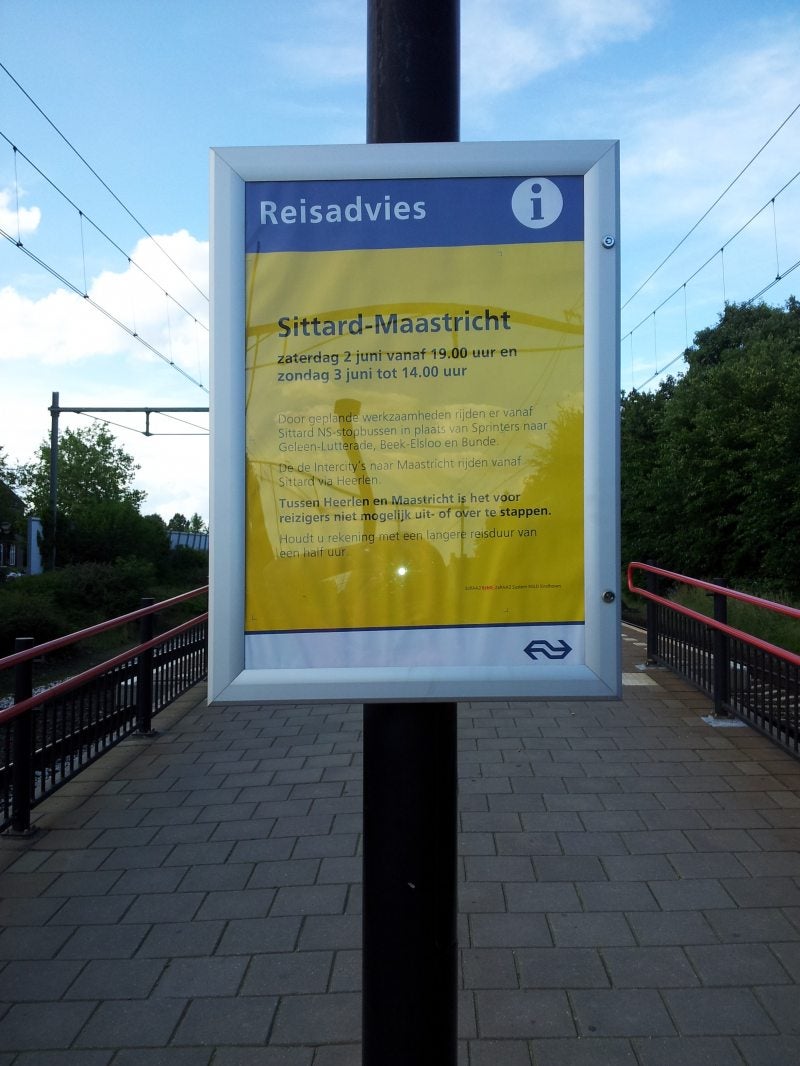 Reisadvies i
Sittard-Maastricht
zaterdag 2 juni vanaf 19.00 uur en
zondag 3 juni tot 14.00 uur
Door geplande werkzaamheden rijden er vanaf
Sittard NS-stopbussen in plaats van Sprinters naar
Geleen-Lutterade, Beek-Elsloo en Bunde.
De de Intercity's naar Maastricht rijden vanaf
Sittard via Heerlen.
Tussen Heerlen en Maastricht is het voor
reizigers niet mogelijk uit- of over te stappen.
Houdt u rekening met een langere reisduur van
een half uur.